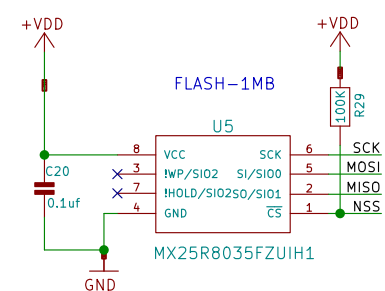 +VDD
+VDD
FLASH-1MB
100K
R29
U5
8 VCC SCK 6 SCK
3 !WP/SIO2 SI/SIO0 5 MOSI
7 !HOLD/SIO2 SO/SIO1 2 MISO
4 GND CS 1 NSS
C20
0.1uf
MX25R8035FZUIH1
GND